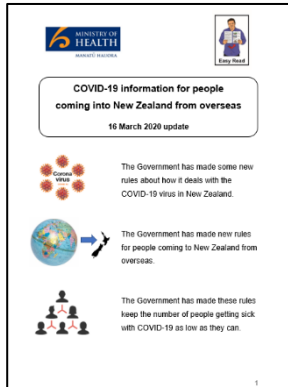 MINISTRY OF
HEALTH
MANATŪ HAUORA
Easy Read
COVID-19 information for people
coming into New Zealand from overseas
16 March 2020 update
Corona
virus
The Government has made some new
rules about how it deals with the
COVID-19 virus in New Zealand.
The Government has made new rules
for people coming to New Zealand from
overseas.
The Government has made these rules
keep the number of people getting sick
with COVID-19 as low as they can.
1